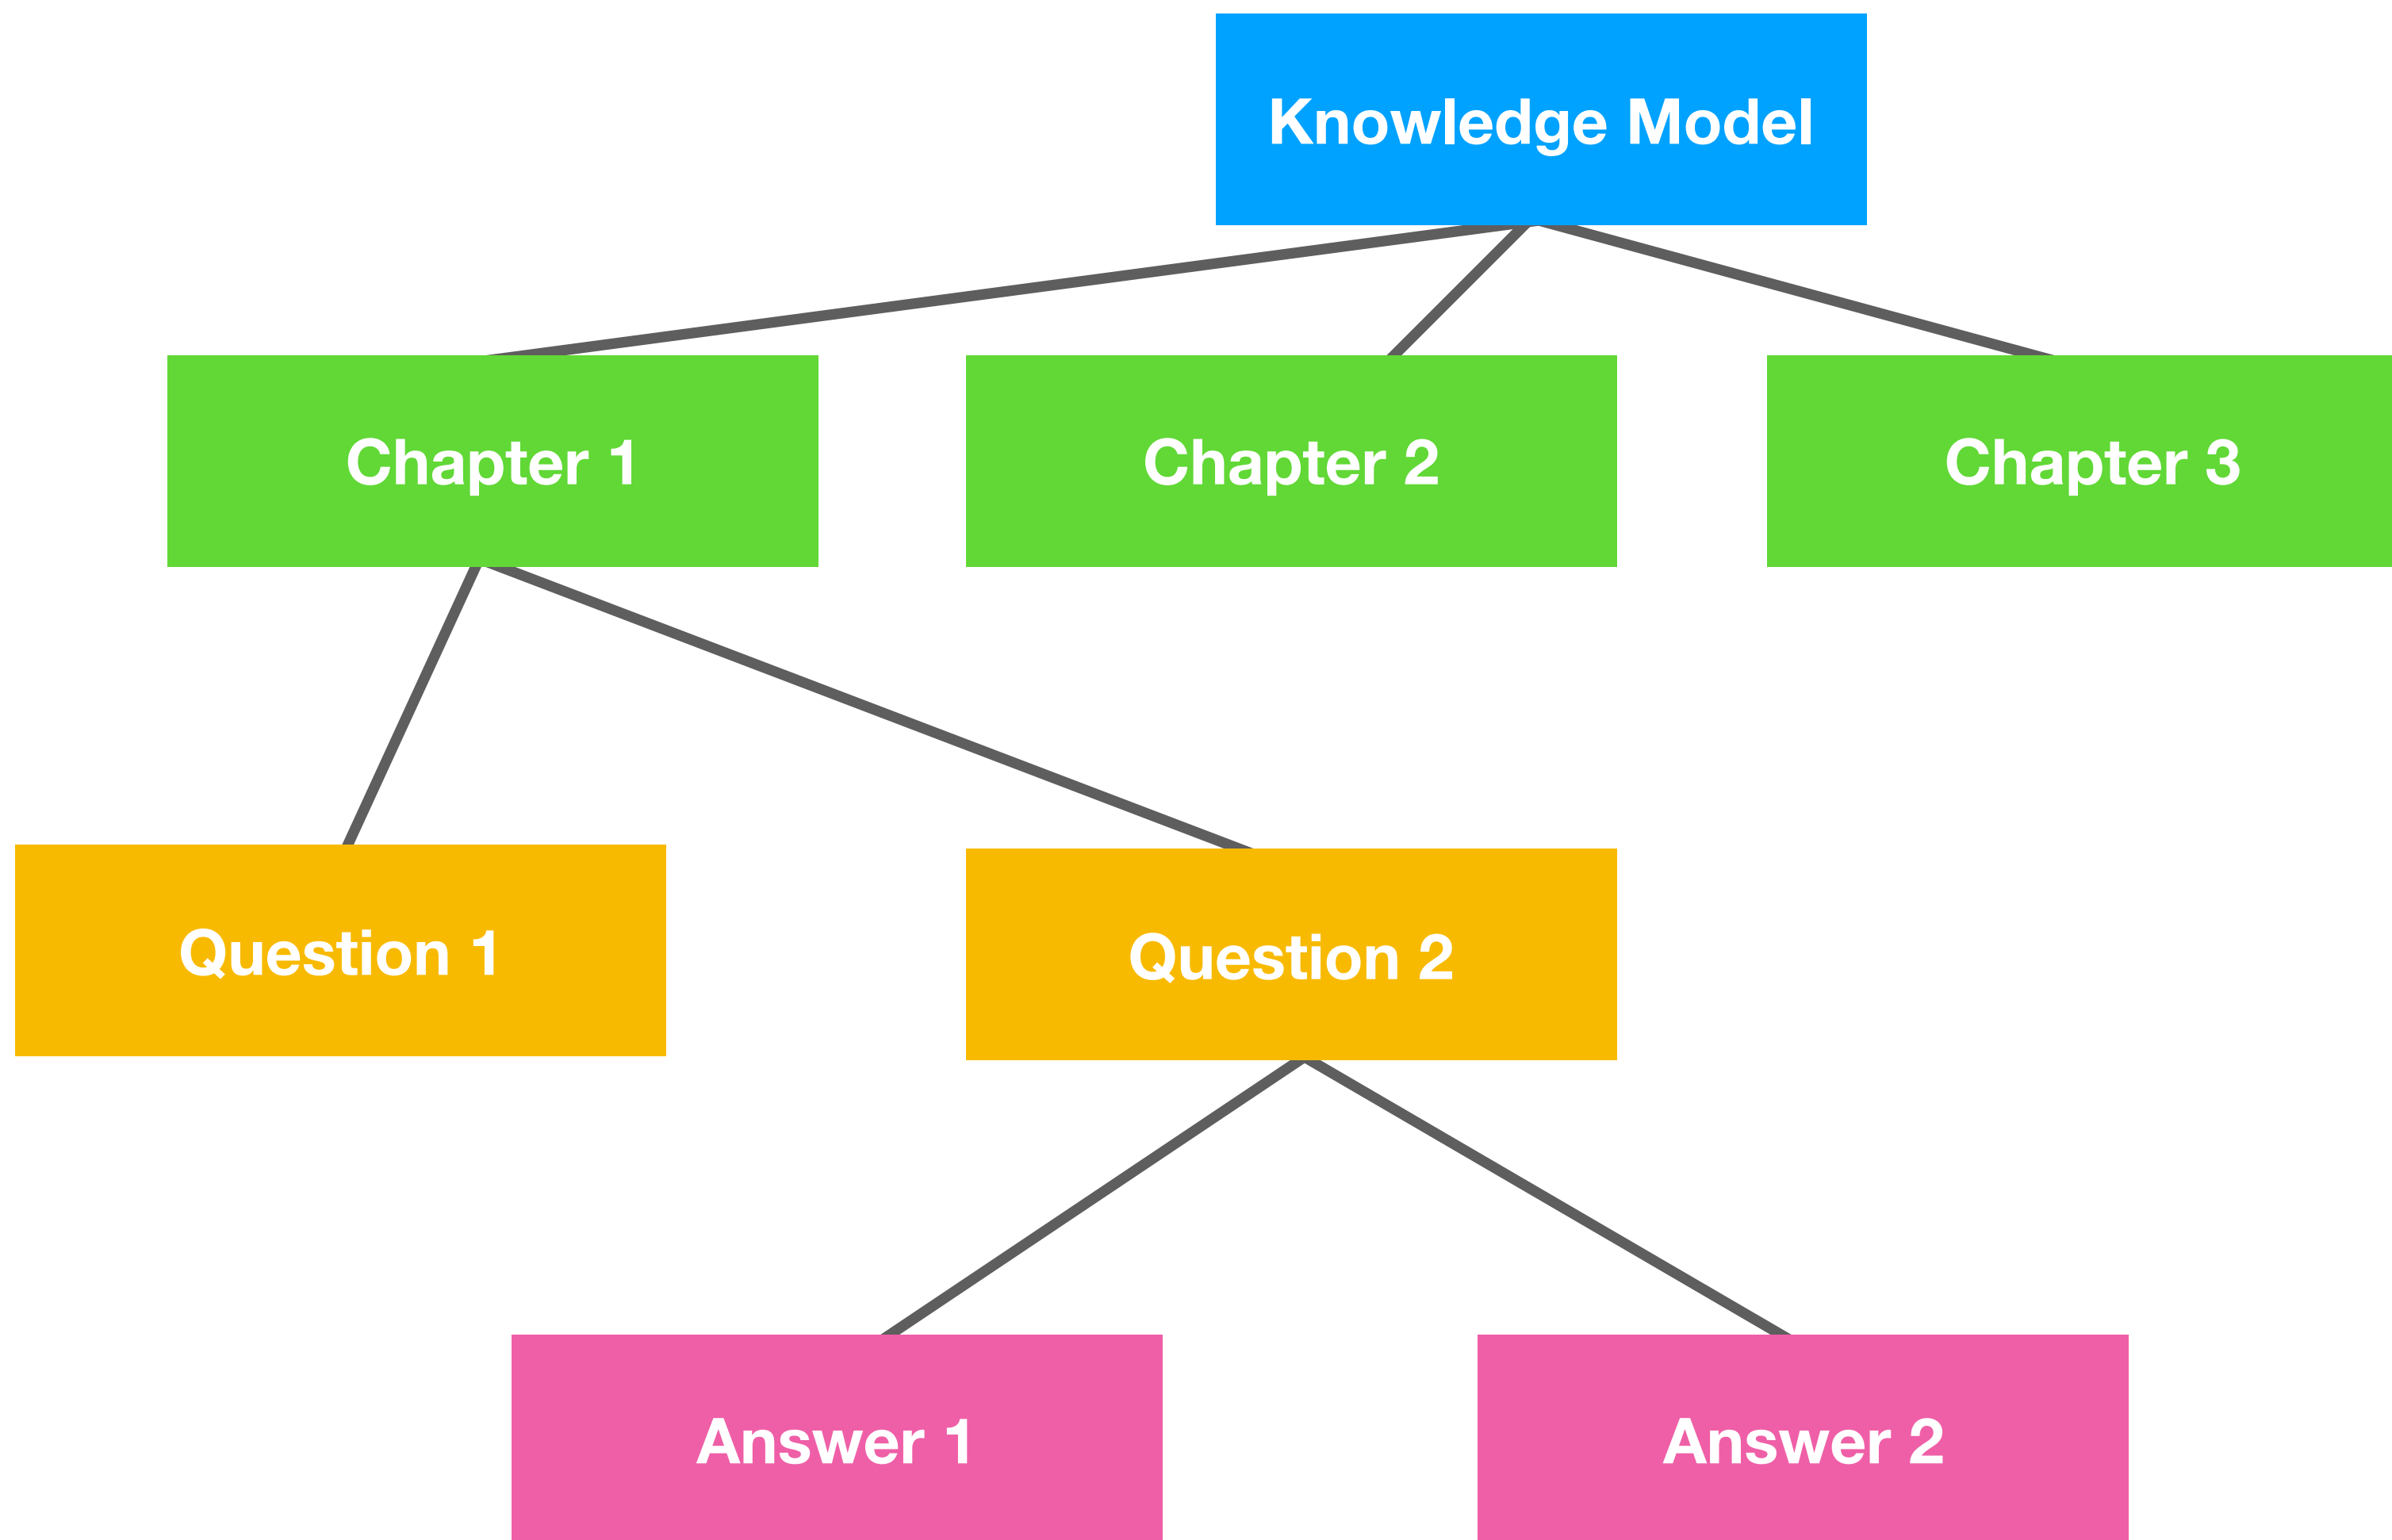 Knowledge Model
Chapter 1
Chapter 2
Chapter 3
Question 1
Question 2
Answer 1
Answer 2